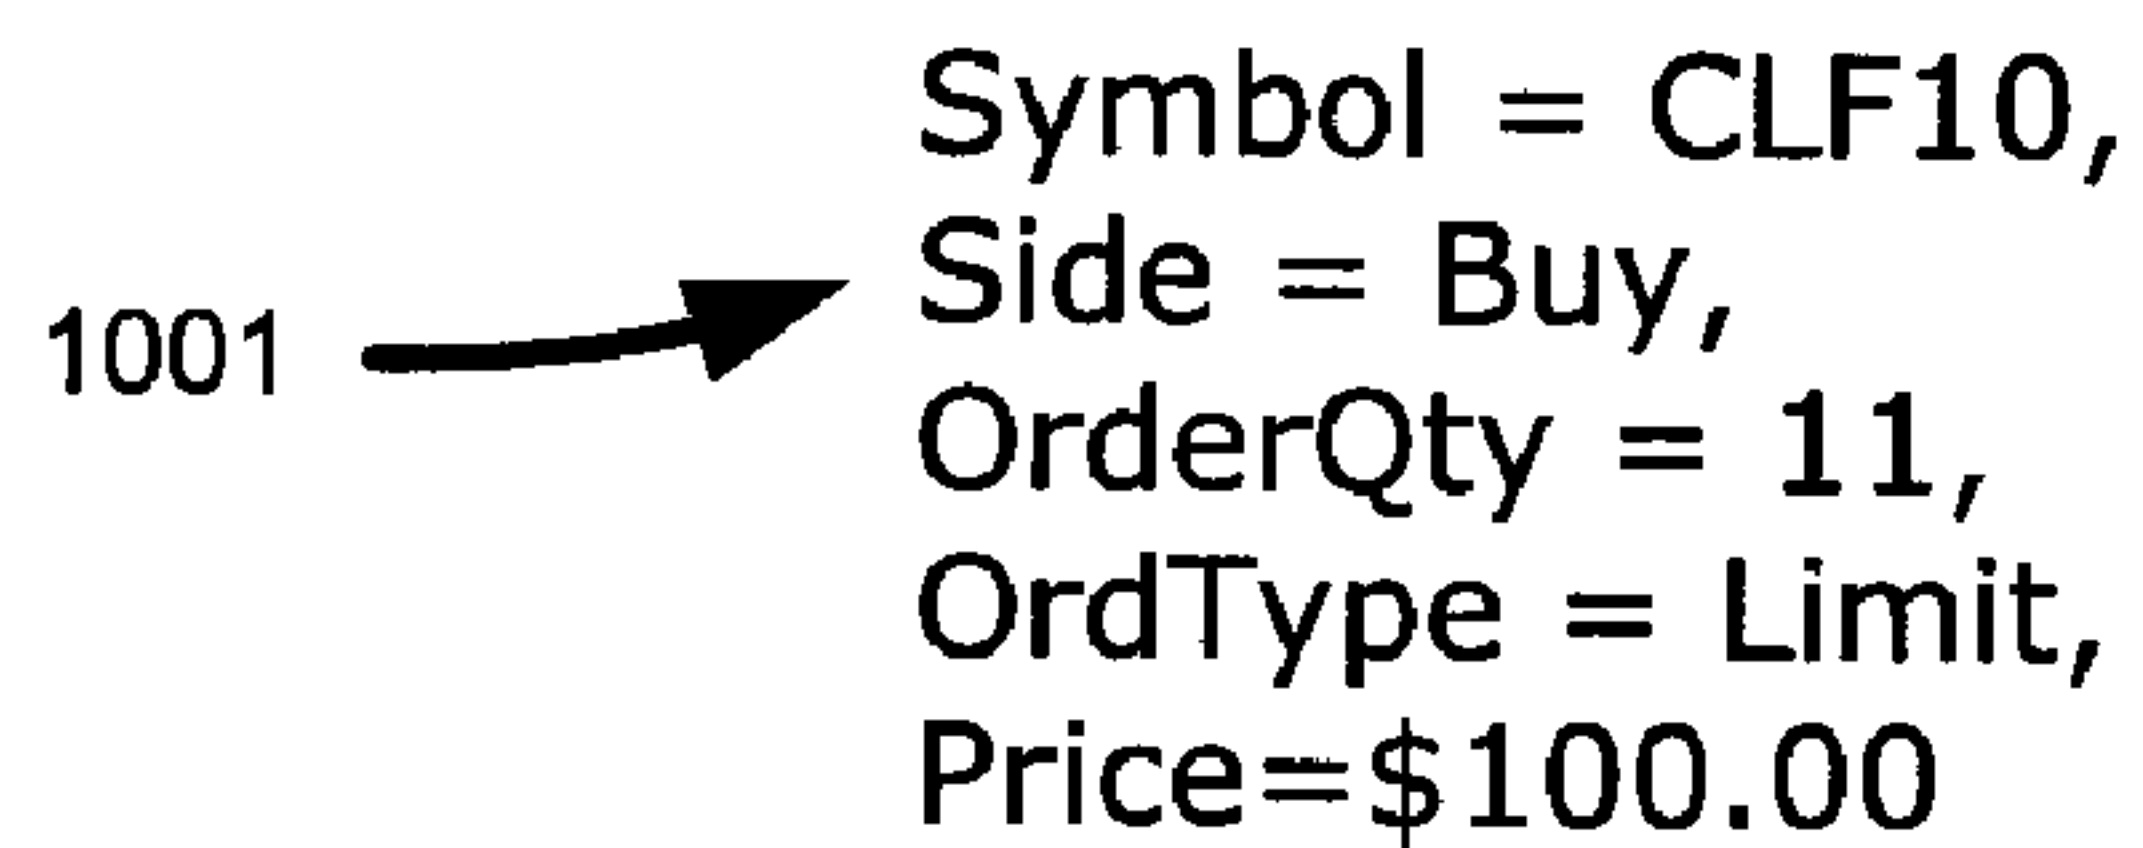 Symbol = CLF10,
Side = Buy,
1001
OrderQty = 11,
OrdType = Limit,
Price=$100.00